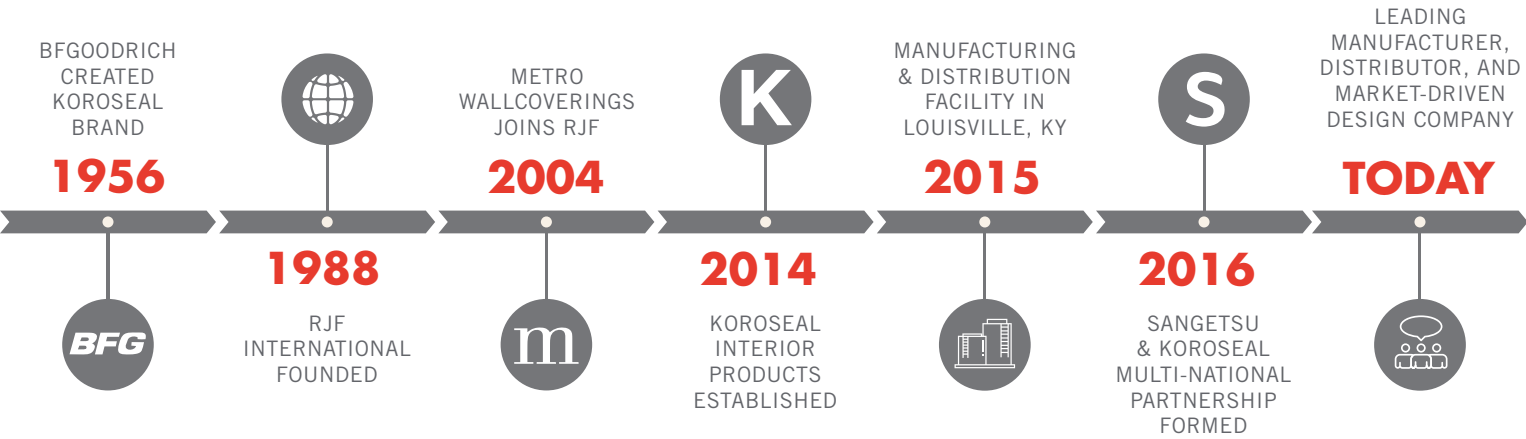 BFGOODRICH
CREATED
KOROSEAL
BRAND
1956
BFG
1988
RJF
INTERNATIONAL
FOUNDED
METRO
WALLCOVERINGS
JOINS RJF
2004
m
K
2014
KOROSEAL
INTERIOR
PRODUCTS
ESTABLISHED
MANUFACTURING
& DISTRIBUTION
FACILITY IN
LOUISVILLE, KY
2015
S
2016
SANGETSU
& KOROSEAL
MULTI-NATIONAL
PARTNERSHIP
FORMED
LEADING
MANUFACTURER,
DISTRIBUTOR, AND
MARKET-DRIVEN
DESIGN COMPANY
TODAY